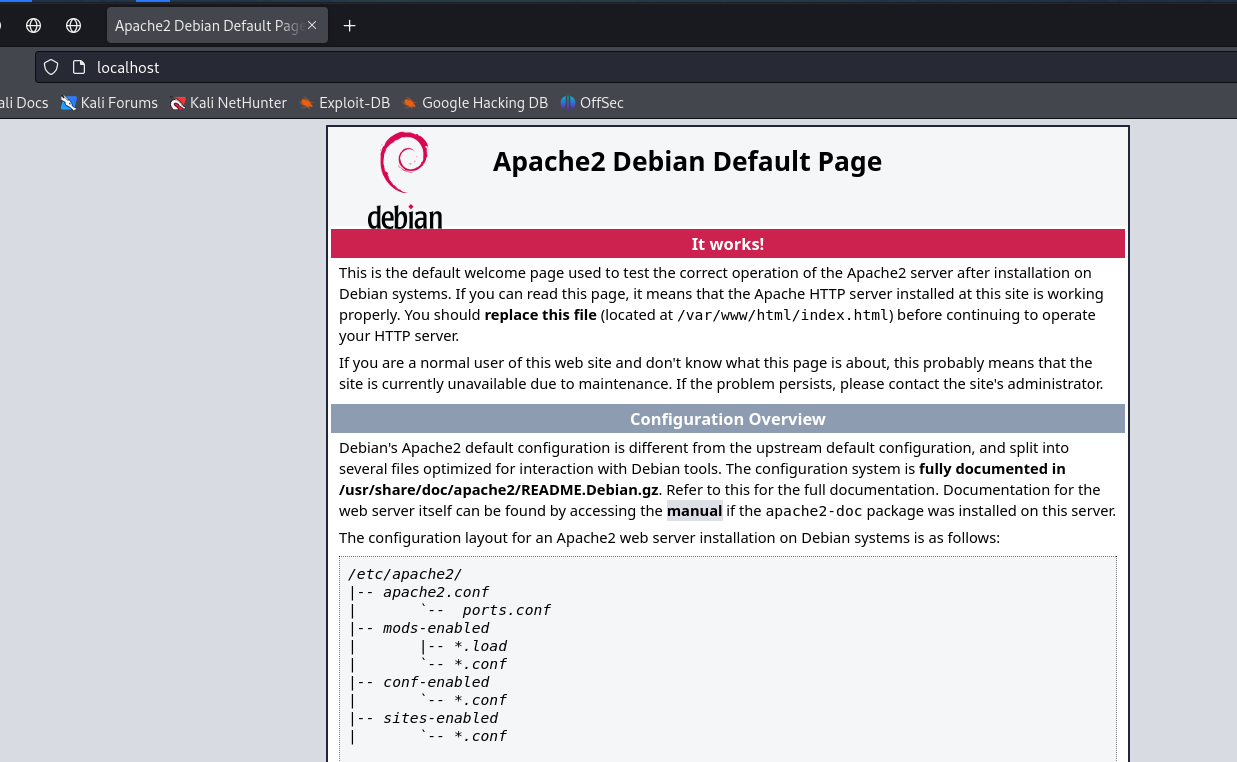 Apache2 Debian Default Page
localhost
ali Docs Kali Forums Kali NetHunter Exploit-DB Google Hacking DB OffSec
debian
Apache2 Debian Default Page
It works!
This is the default welcome page used to test the correct operation of the Apache2 server after installation on
Debian systems. If you can read this page, it means that the Apache HTTP server installed at this site is working
properly. You should replace this file (located at /var/www/html/index.html) before continuing to operate
your HTTP server.
If you are a normal user of this web site and don't know what this page is about, this probably means that the
site is currently unavailable due to maintenance. If the problem persists, please contact the site's administrator.
Configuration Overview
Debian's Apache2 default configuration is different from the upstream default configuration, and split into
several files optimized for interaction with Debian tools. The configuration system is fully documented in
/usr/share/doc/apache2/README.Debian.gz. Refer to this for the full documentation. Documentation for the
web server itself can be found by accessing the manual if the apache2-doc package was installed on this server.
The configuration layout for an Apache2 web server installation on Debian systems is as follows:
/etc/apache2/
|-- apache2.conf
|       `--  ports.conf
|-- mods-enabled
|       |-- *.load
|       `-- *.conf
|-- conf-enabled
|       `-- *.conf
|-- sites-enabled
|       `-- *.conf